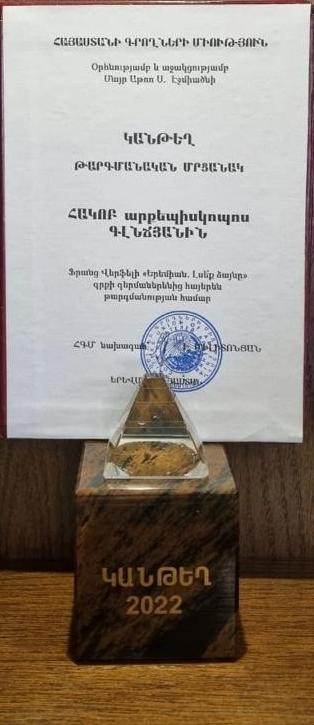 ՀԱՅԱՍՏԱՆԻ ԳՐՈՂՆԵՐԻ ՄԻՈՒԹՅՈՒՆ
Օրհնությամբ և աջակցությամբ
Մայր Աթոռ Ս. Էջմիածնի
ԿԱՆԹԵՂ
ԹԱՐԳՄԱՆԱԿԱՆ ՄՐՑԱՆԱԿ
ՀԱԿՈԲ արքեպիսկոպոս
ԳԼՆՃՅԱՆԻՆ
Ֆրանց Վերֆելի «Երեմիան. Լսե՛ք ձայնը»
գրքի գերմաներենից հայերեն
թարգմանության համար
ՀԳՄ նախագահ
ԿԱՆԹԵՂ
2022